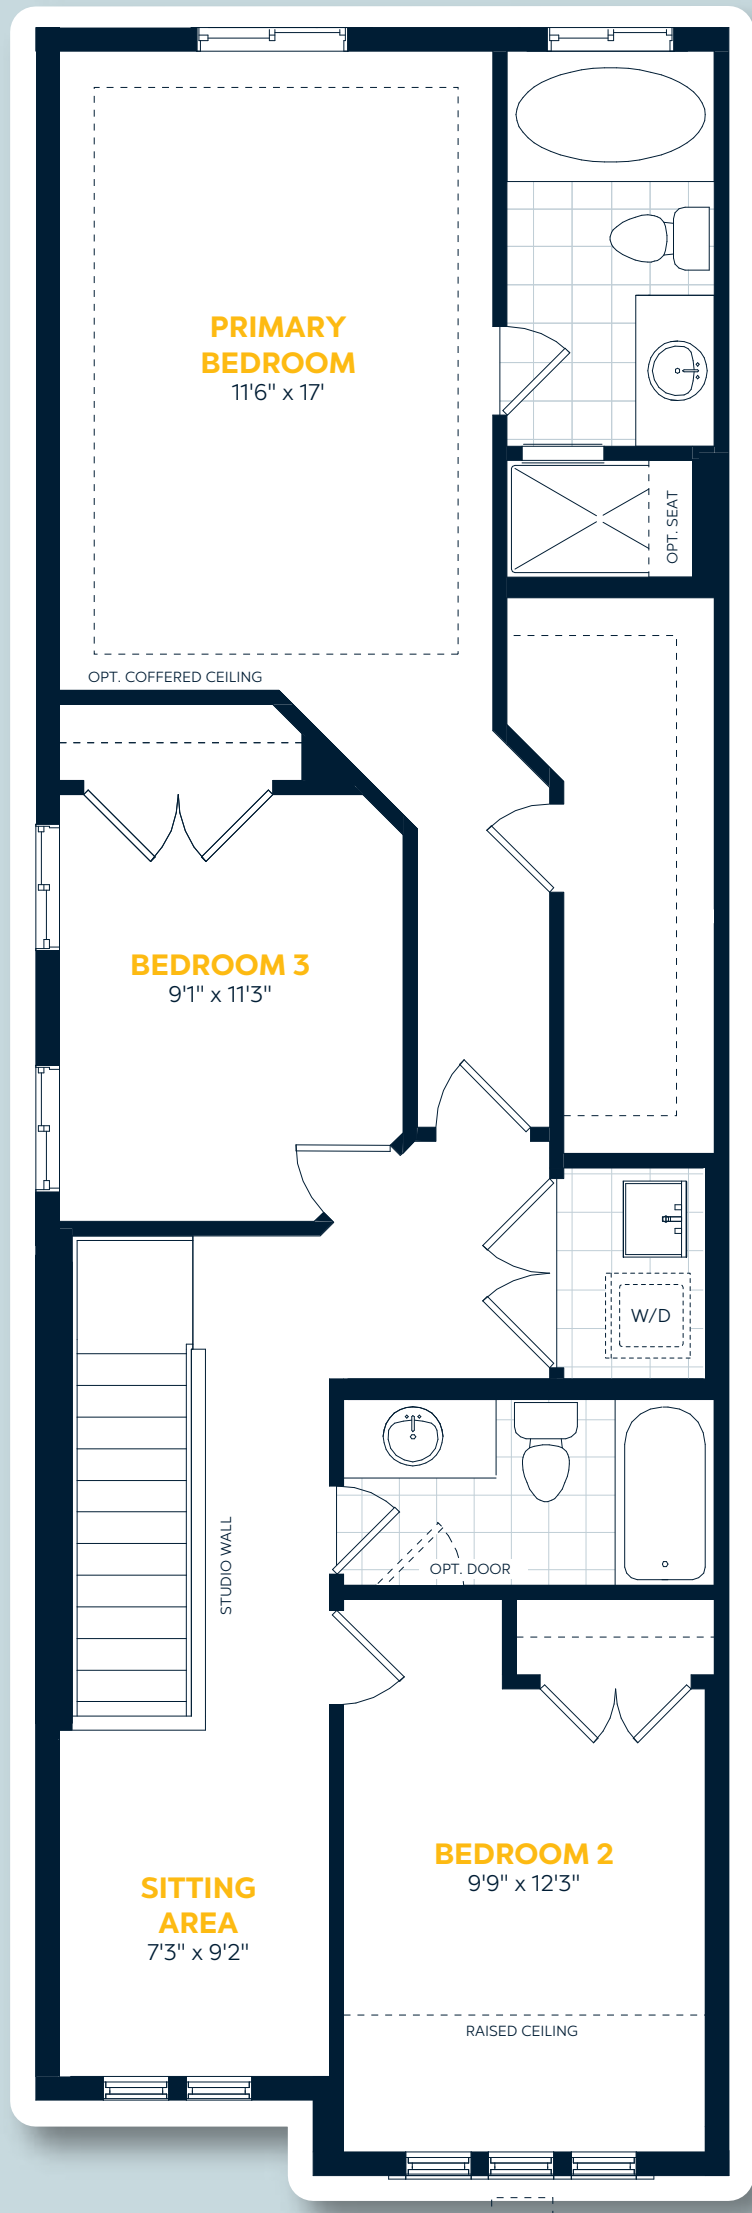 PRIMARY
BEDROOM
11'6" x 17'
OPT. SEAT
OPT. COFFERED CEILING
BEDROOM 3
9'1" x 11'3"
W/D
STUDIO WALL
OPT. DOOR
BEDROOM 2
9'9" x 12'3"
SITTING
AREA
7'3" x 9'2"
RAISED CEILING